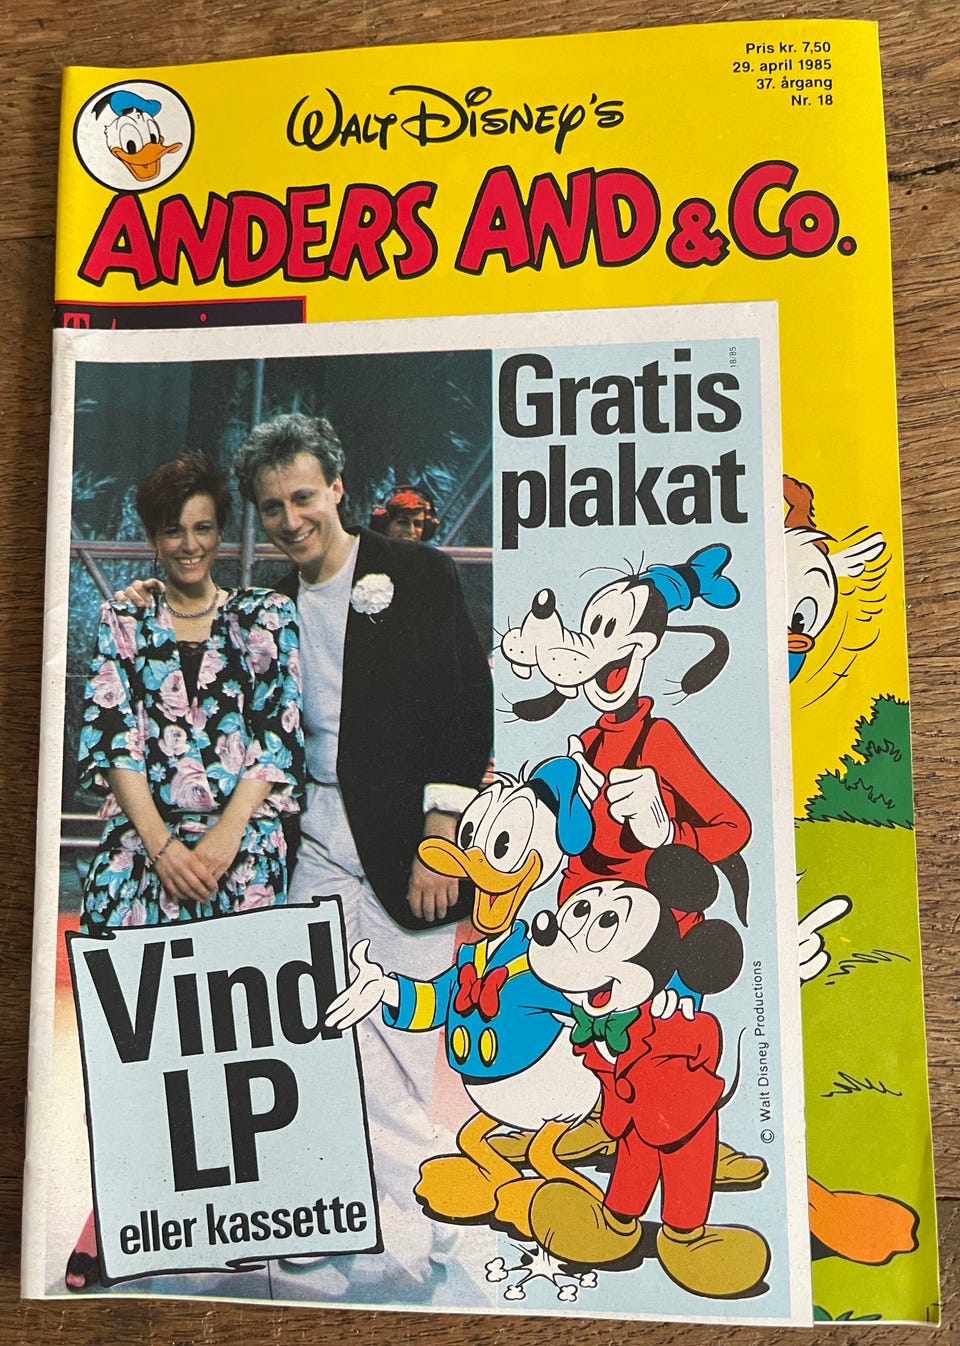 Pris kr. 7,50
29. april 1985
37. årgang
Nr. 18
WALT DISNEY'S
ANDERS AND & Co.
18/85
Gratis
plakat
Vind
LP
eller kassette
© Walt Disney Productions